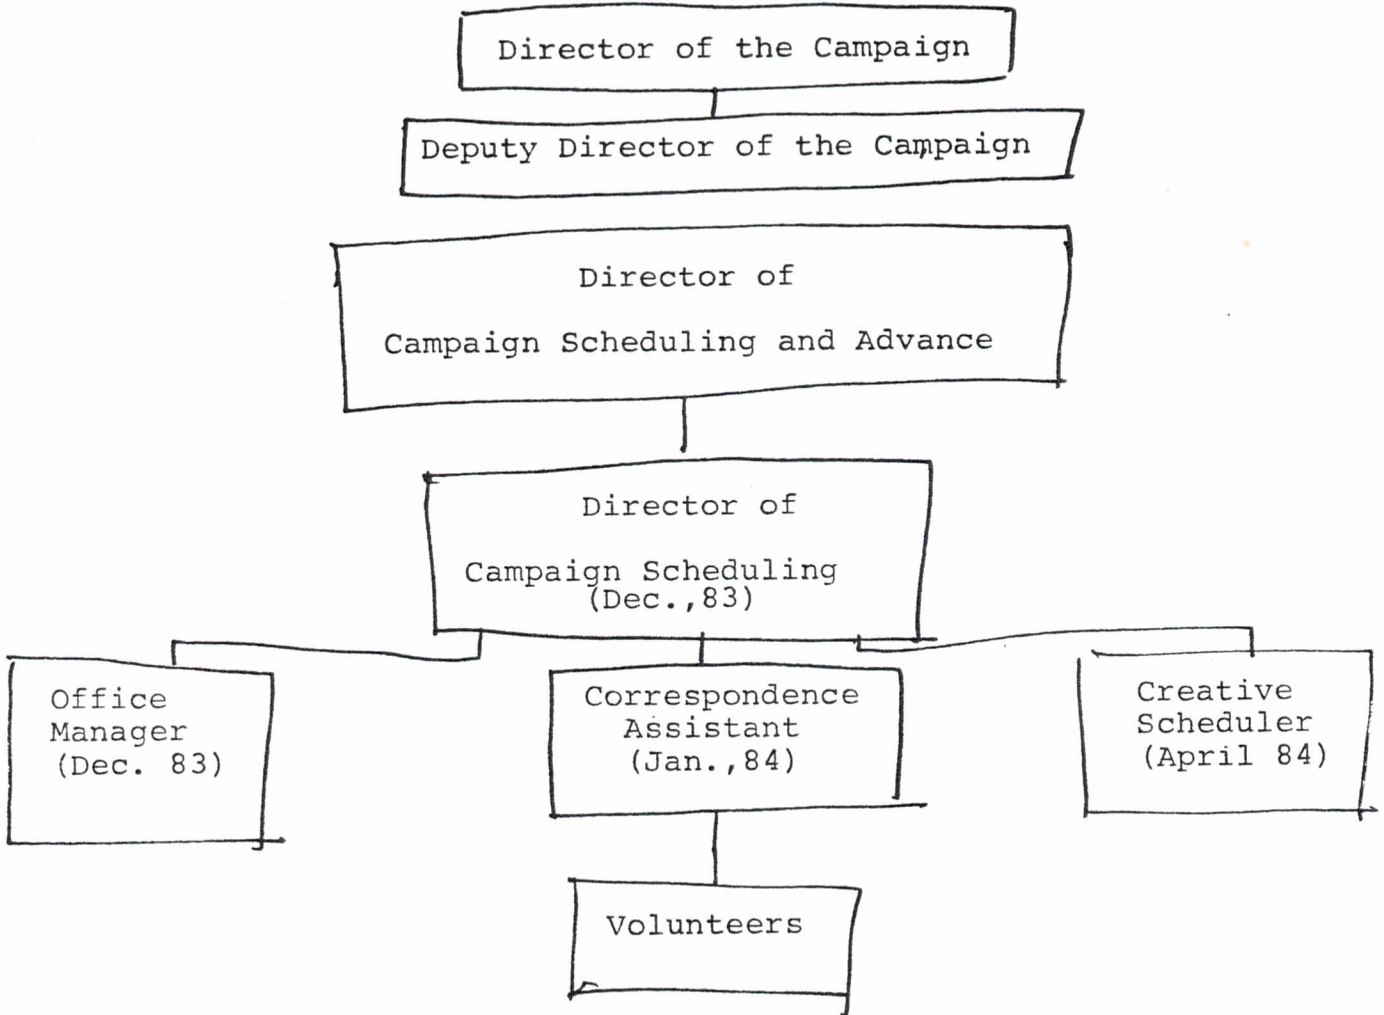 Director of the Campaign
Deputy Director of the Campaign
Director of
Campaign Scheduling and Advance
Director of
Campaign Scheduling
(Dec.,83)
Office
Manager
(Dec. 83)
Correspondence
Assistant
(Jan.,84)
Creative
Scheduler
(April 84)
Volunteers